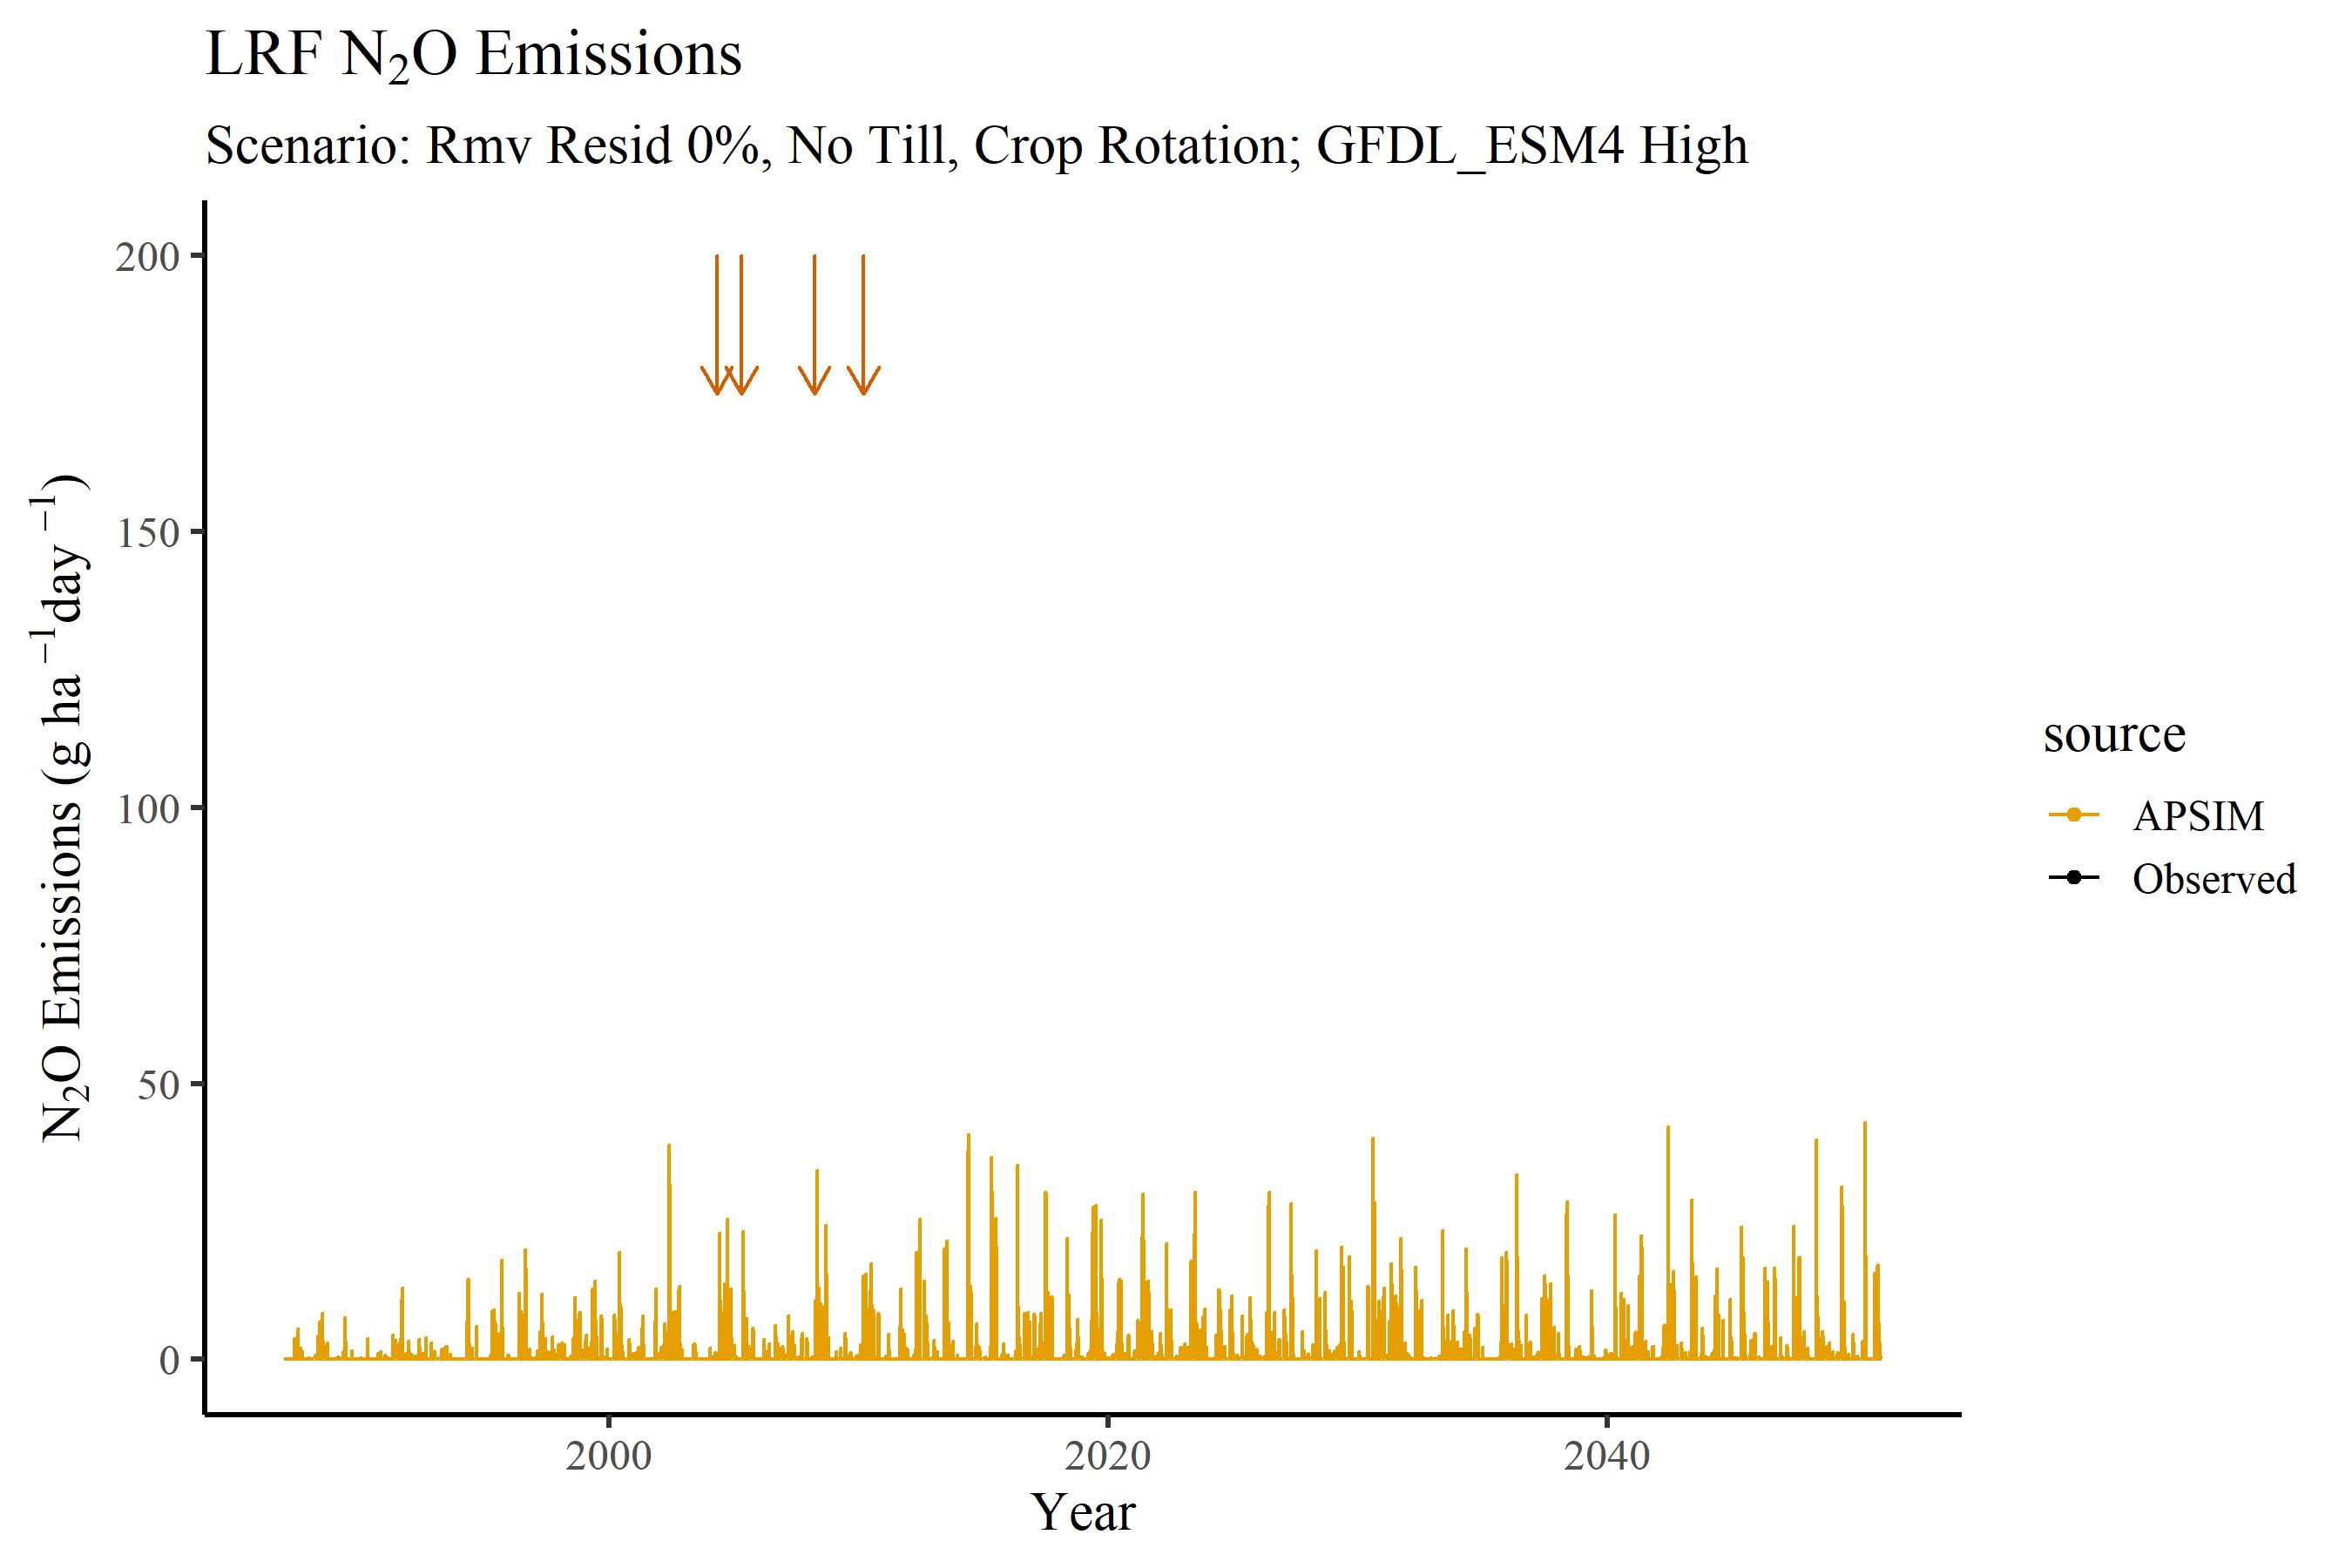 LRF N₂O Emissions
Scenario: Rmv Resid 0%, No Till, Crop Rotation; GFDL_ESM4 High
N₂O Emissions (g ha ⁻¹day ⁻¹)
200
150
100
50
0
2000 2020 2040
Year
source
APSIM
Observed